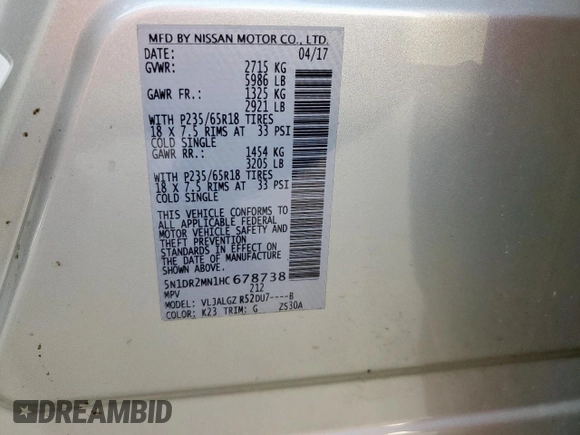 MFD BY NISSAN MOTOR CO., LTD.
DATE: 04/17
GVWR: 2715 KG
5986 LB
GAWR FR.: 1325 KG
2921 LB
WITH P235/65R18 TIRES
18 X 7.5 RIMS AT 33 PSI
COLD SINGLE
GAWR RR.: 1454 KG
3205 LB
WITH P235/65R18 TIRES
18 X 7.5 RIMS AT 33 PSI
COLD SINGLE
THIS VEHICLE CONFORMS TO
ALL APPLICABLE FEDERAL
MOTOR VEHICLE SAFETY AND
THEFT PREVENTION
STANDARDS IN EFFECT ON
THE DATE OF MANUFACTURE
SHOWN ABOVE.
5N1DR2MN1HC678738
MPV 212
MODEL: VLJALGZ R52DU7----B
COLOR: K23 TRIM: G ZS30A
DREAMBID